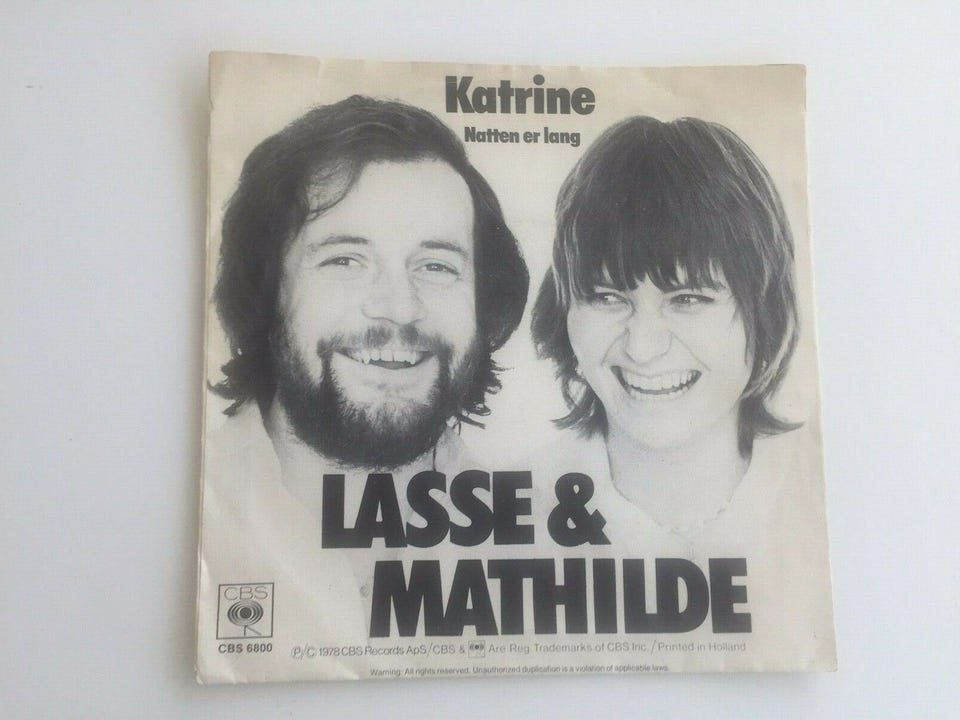 Katrine
Natten er lang
LASSE &
MATHILDE
CBS
CBS 6800
Ⓟ/Ⓒ 1978 CBS Records ApS/CBS & Are Reg. Trademarks of CBS Inc./Printed in Holland
Warning: All rights reserved. Unauthorized duplication is a violation of applicable laws.